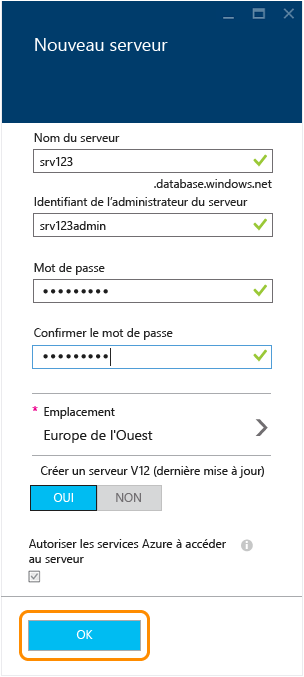 Nouveau serveur
Nom du serveur
srv123
.database.windows.net
Identifiant de l'administrateur du serveur
srv123admin
Mot de passe
•••••••••
Confirmer le mot de passe
•••••••••
* Emplacement
Europe de l'Ouest
Créer un serveur V12 (dernière mise à jour)
OUI NON
Autoriser les services Azure à accéder
au serveur
OK